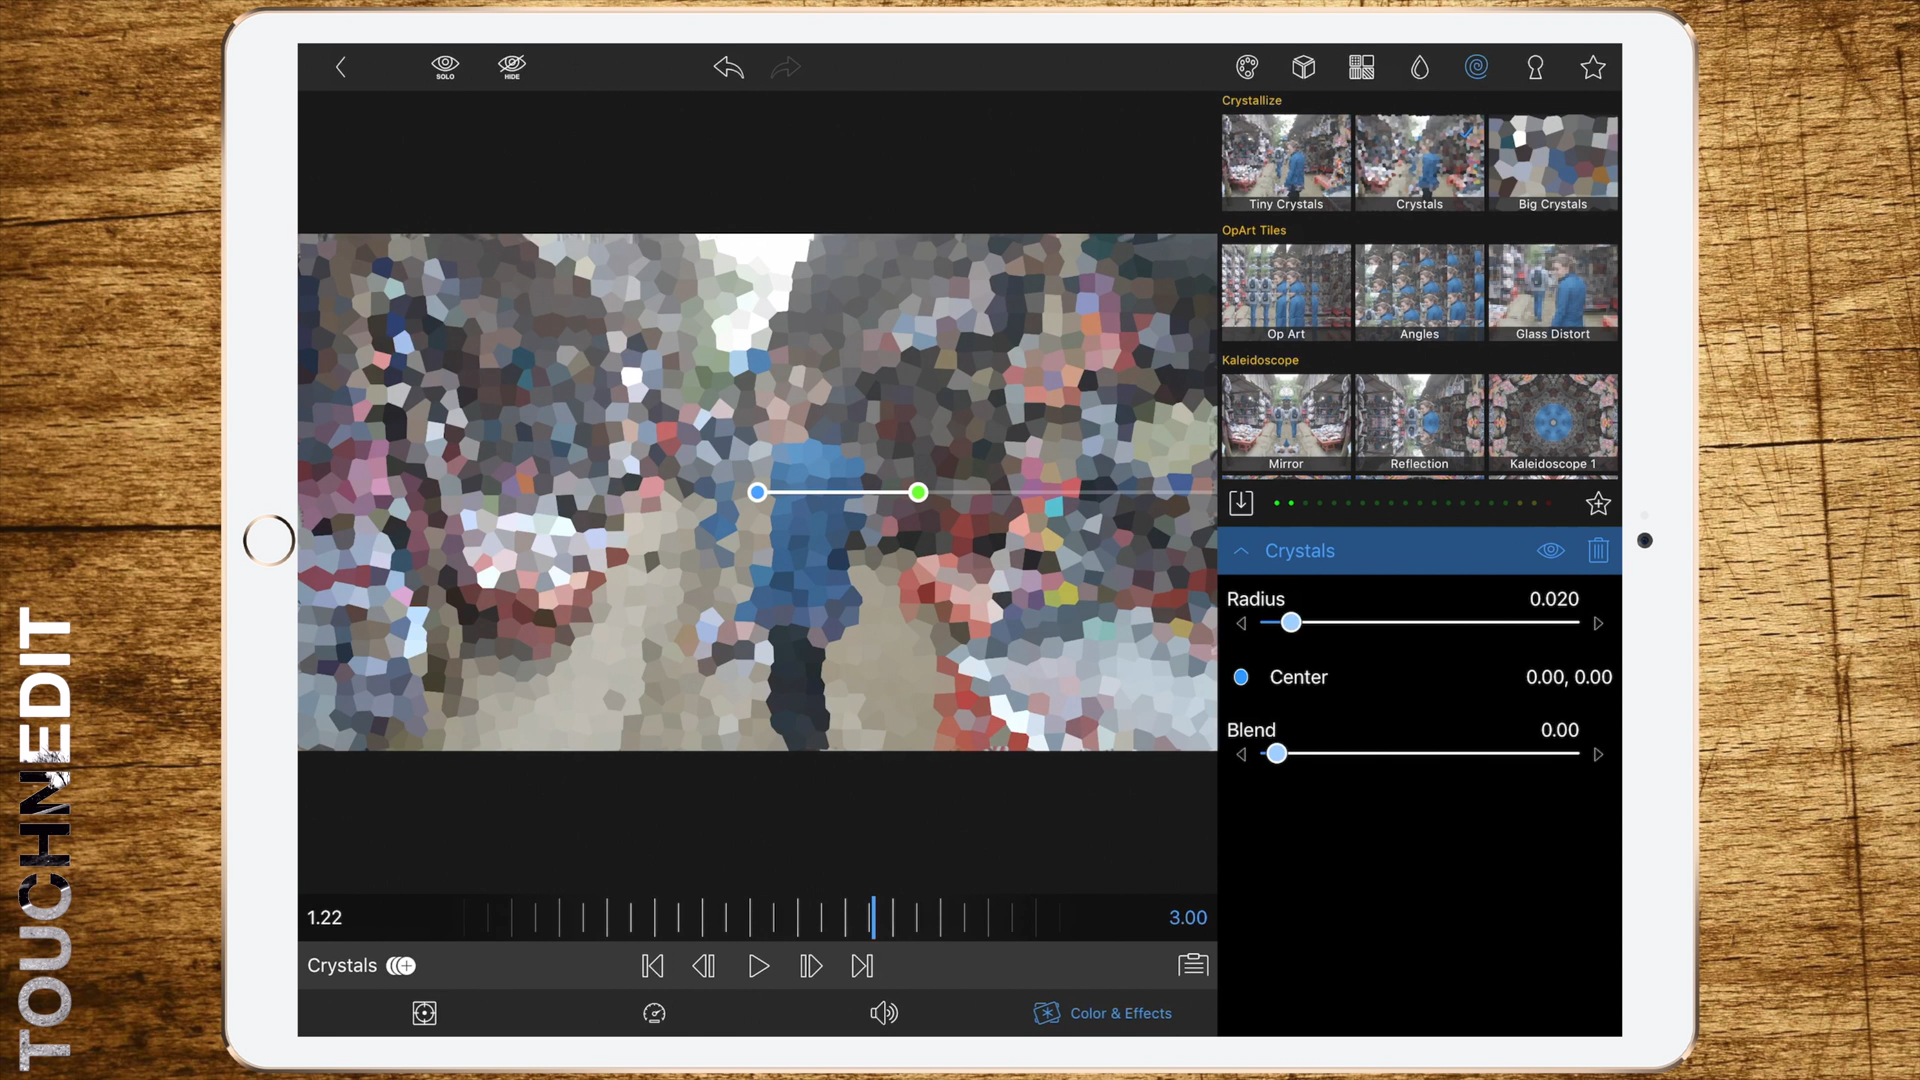 SOLO
HIDE
Crystallize
Tiny Crystals
Crystals
Big Crystals
OpArt Tiles
Op Art
Angles
Glass Distort
Kaleidoscope
Mirror
Reflection
Kaleidoscope 1
Crystals
Radius
0.020
Center
0.00, 0.00
Blend
0.00
1.22
3.00
Crystals
Color & Effects
TOUCHNEDIT